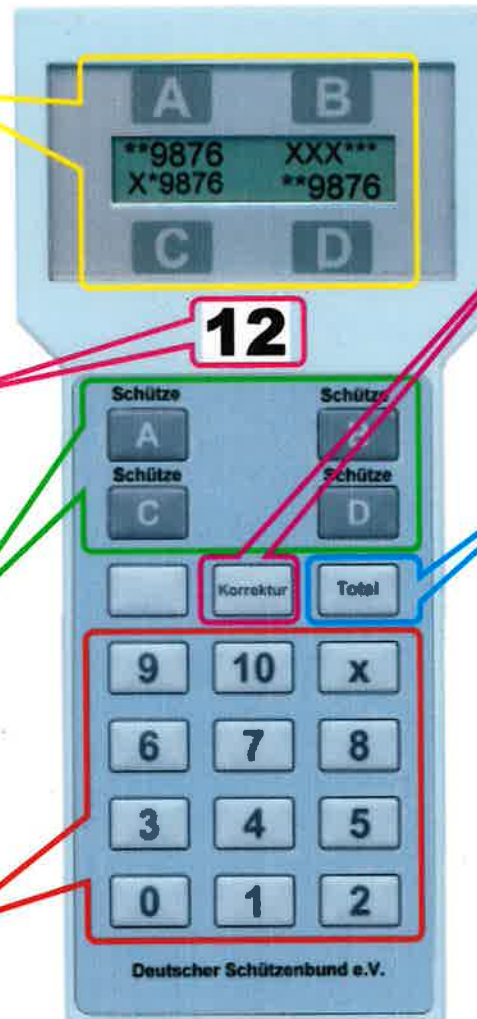 A B
**9876 XXX***
X*9876 **9876
C D
12
Schütze Schütze
A B
Schütze Schütze
C D
Korrektur Total
9 10 x
6 7 8
3 4 5
0 1 2
Deutscher Schützenbund e.V.